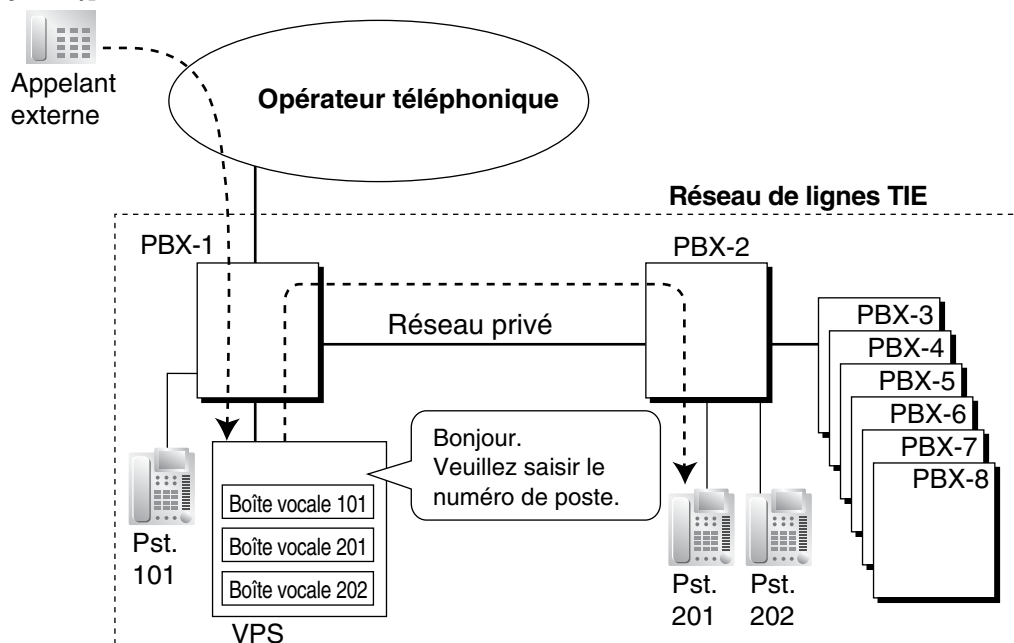 Appelant
externe
Opérateur téléphonique
Réseau de lignes TIE
PBX-1
PBX-2
Réseau privé
PBX-3
PBX-4
PBX-5
PBX-6
PBX-7
PBX-8
Bonjour.
Veuillez saisir le
numéro de poste.
Boîte vocale 101
Boîte vocale 201
Boîte vocale 202
Pst.
101
VPS
Pst.
201
Pst.
202